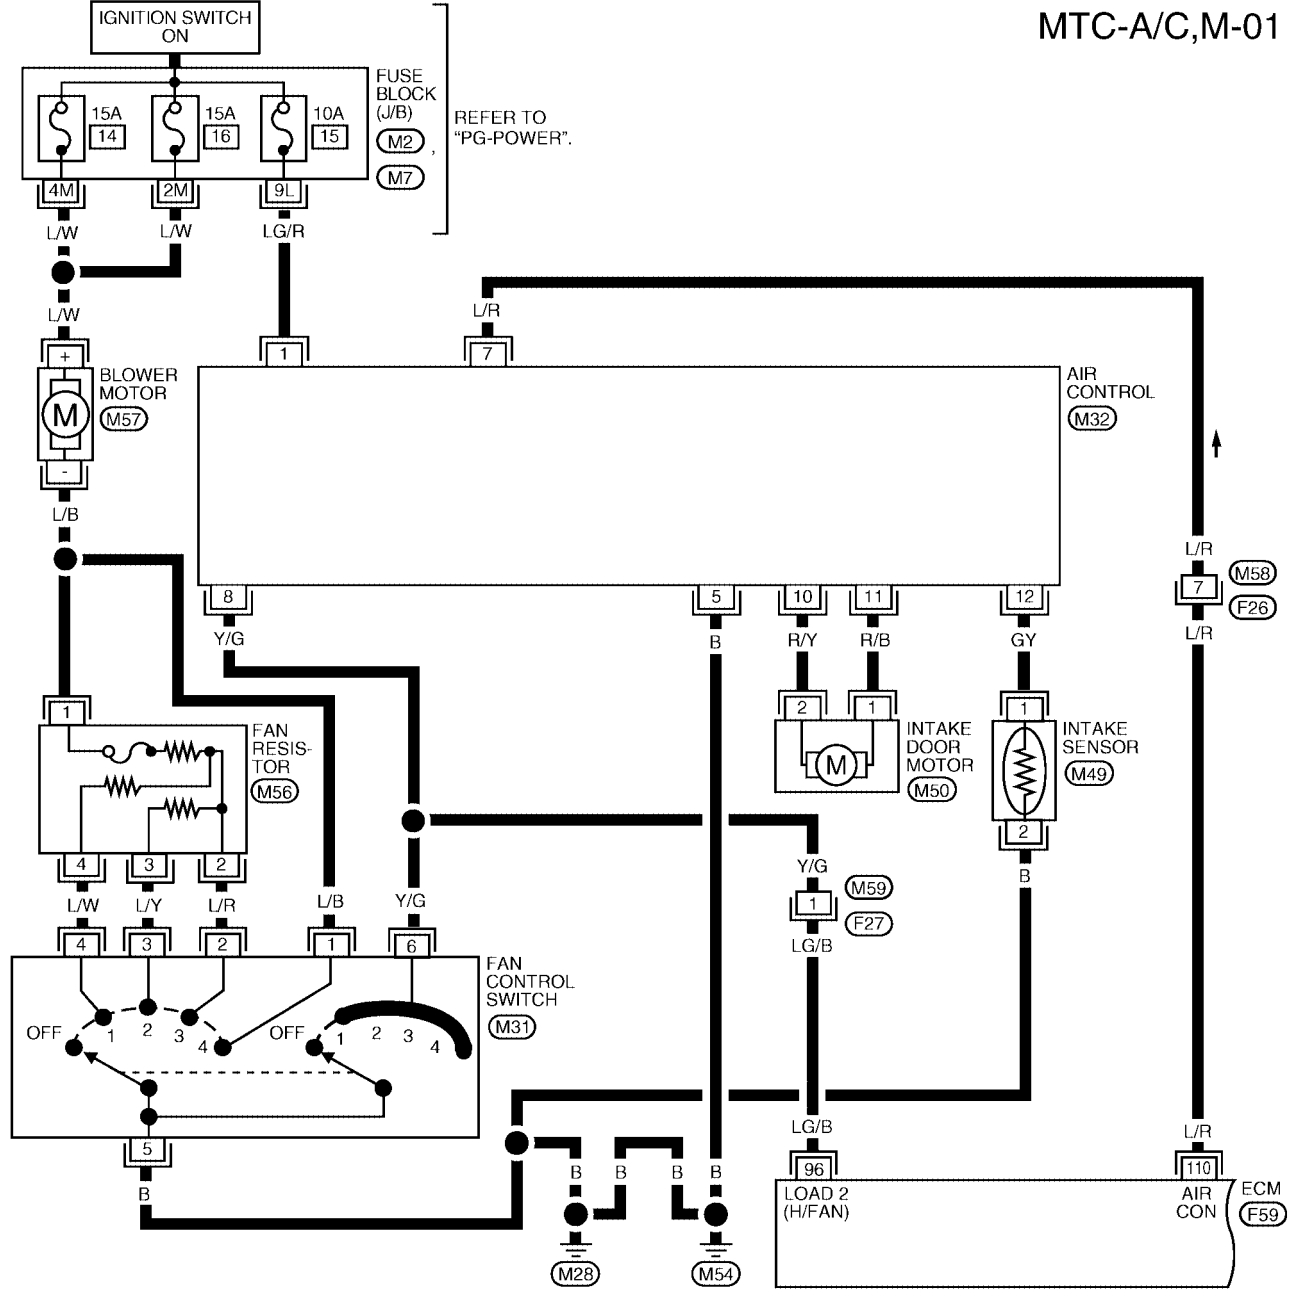 IGNITION SWITCH
ON
MTC-A/C,M-01
FUSE
BLOCK
(J/B)
M2 ,
M7
REFER TO
“PG-POWER”.
15A
14
15A
16
10A
15
4M
2M
9L
L/W
L/W
LG/R
L/W
L/R
+
1
7
BLOWER
MOTOR
M57
M
-
AIR
CONTROL
M32
L/B
L/R
7
M58
F26
L/R
8
5
10
11
12
Y/G
B
R/Y
R/B
GY
1
2
1
1
FAN
RESIS-
TOR
M56
INTAKE
DOOR
MOTOR
M50
M
INTAKE
SENSOR
M49
2
B
4
3
2
L/W
L/Y
L/R
L/B
Y/G
Y/G
1
M59
F27
LG/B
4
3
2
1
6
FAN
CONTROL
SWITCH
M31
OFF
1
2
3
4
OFF
1
2
3
4
5
B
B
B
B
B
LG/B
L/R
96
110
LOAD 2
(H/FAN)
AIR
CON
ECM
F59
M28
M54